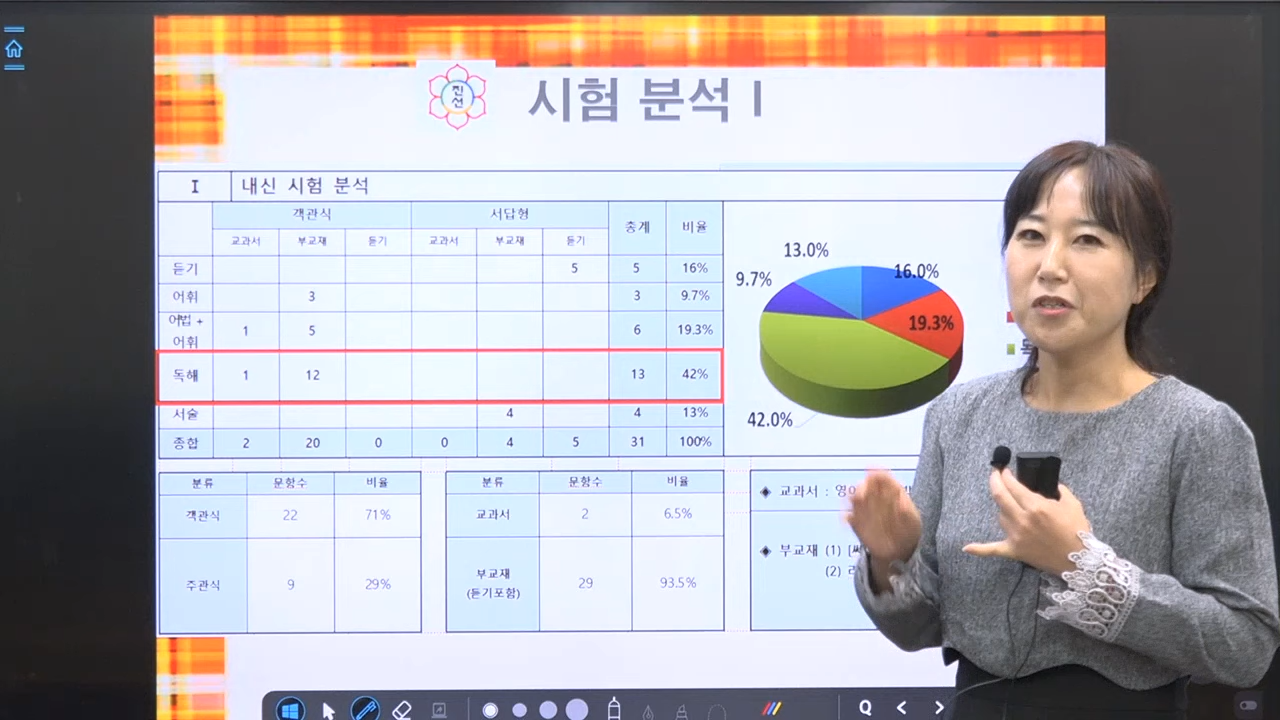 진선
시험 분석 Ⅰ
Ⅰ 내신 시험 분석
객관식 서답형 총계 비율
교과서 부교재 듣기 교과서 부교재 듣기
듣기 5 5 16%
어휘 3 3 9.7%
어법 + 어휘 1 5 6 19.3%
독해 1 12 13 42%
서술 4 4 13%
종합 2 20 0 0 4 5 31 100%
13.0%
16.0%
9.7%
19.3%
42.0%
분류 문항수 비율
객관식 22 71%
주관식 9 29%
분류 문항수 비율
교과서 2 6.5%
부교재 (듣기포함) 29 93.5%
◈ 교과서 :
◈ 부교재 (1)
(2)